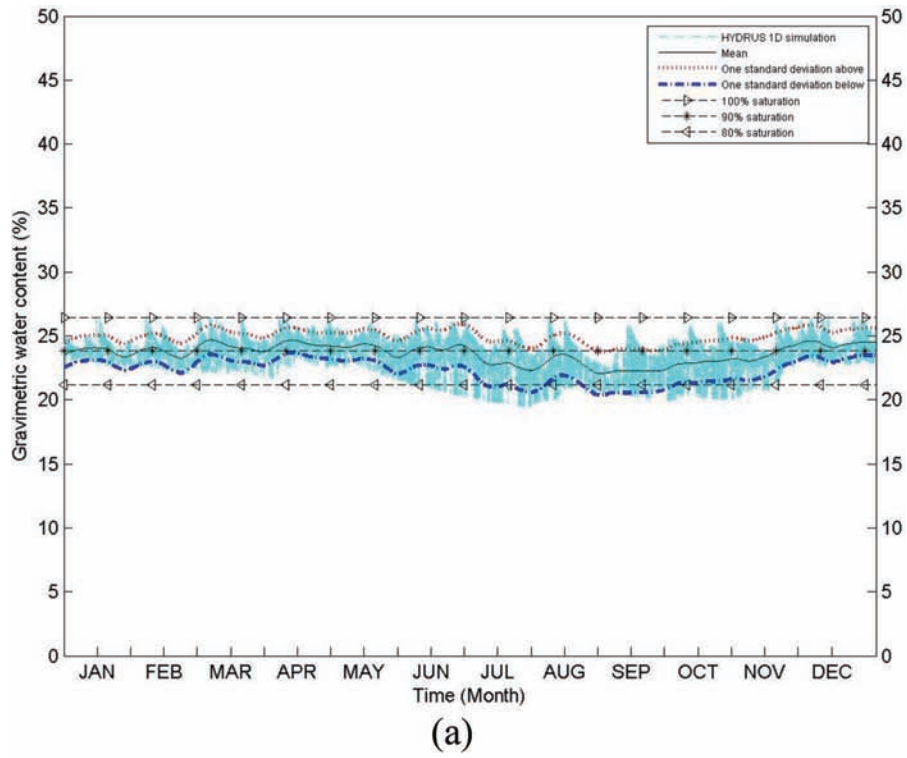 50
45
40
35
30
25
20
15
10
5
0
50
45
40
35
30
25
20
15
10
5
0
Gravimetric water content (%)
HYDRUS 1D simulation
Mean
One standard deviation above
One standard deviation below
100% saturation
90% saturation
80% saturation
JAN FEB MAR APR MAY JUN JUL AUG SEP OCT NOV DEC
Time (Month)
(a)